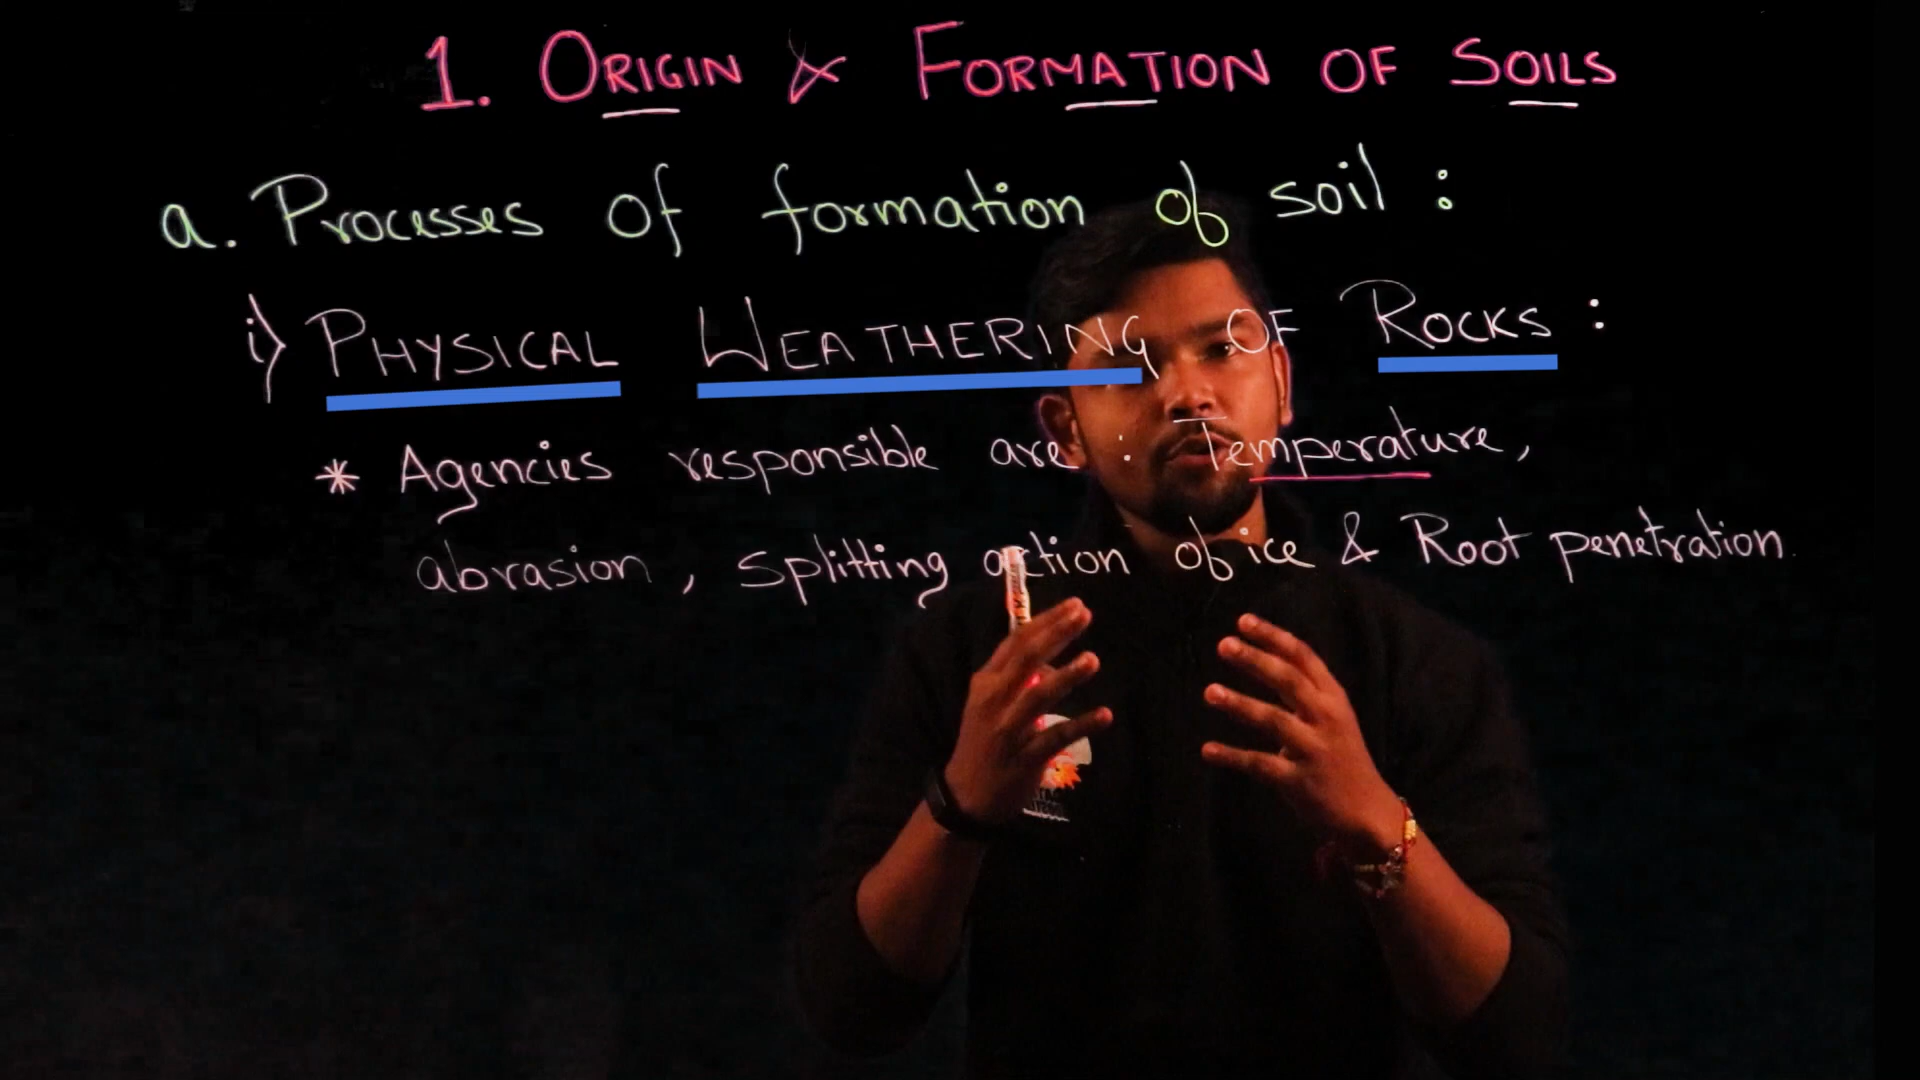 1. ORIGIN & FORMATION OF SOILS
a. Processes of formation of soil :
i) PHYSICAL WEATHERING OF ROCKS :
* Agencies responsible are : Temperature,
abrasion, splitting action of ice & Root penetration.